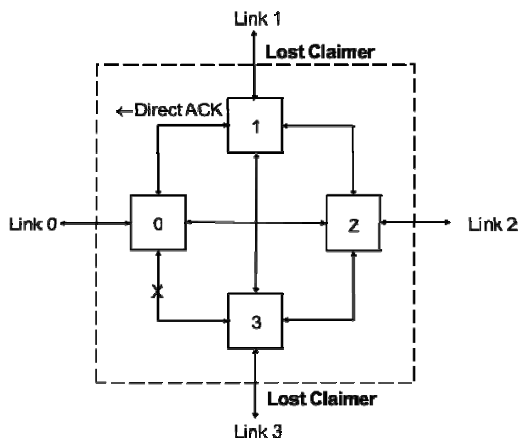 Link 1
Lost Claimer
←Direct ACK
1
Link 0
0
2
Link 2
X
3
Lost Claimer
Link 3